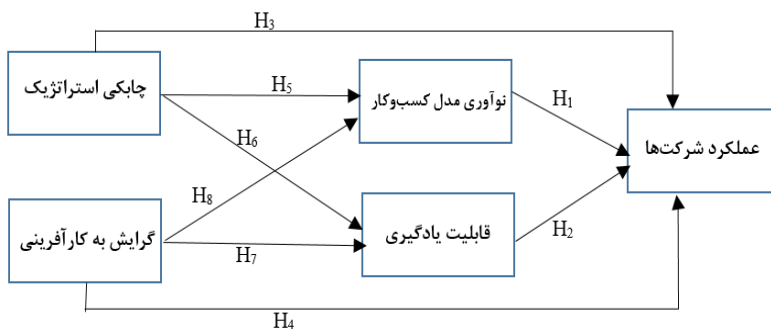 H₃
چابکی استراتژیک
H₅
نوآوری مدل کسب‌وکار
H₁
عملکرد شرکت‌ها
H₆
H₈
گرایش به کارآفرینی
H₇
قابلیت یادگیری
H₂
H₄